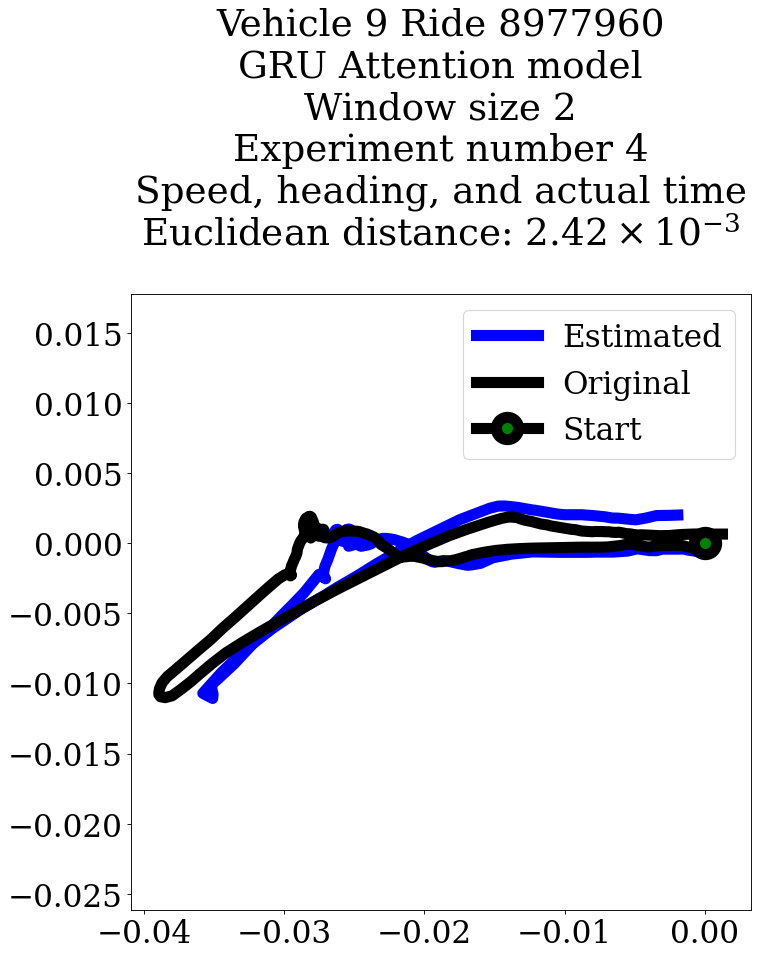 Vehicle 9 Ride 8977960
GRU Attention model
Window size 2
Experiment number 4
Speed, heading, and actual time
Euclidean distance: 2.42 × 10⁻³
Estimated
Original
Start
0.015
0.010
0.005
0.000
−0.005
−0.010
−0.015
−0.020
−0.025
−0.04 −0.03 −0.02 −0.01 0.00